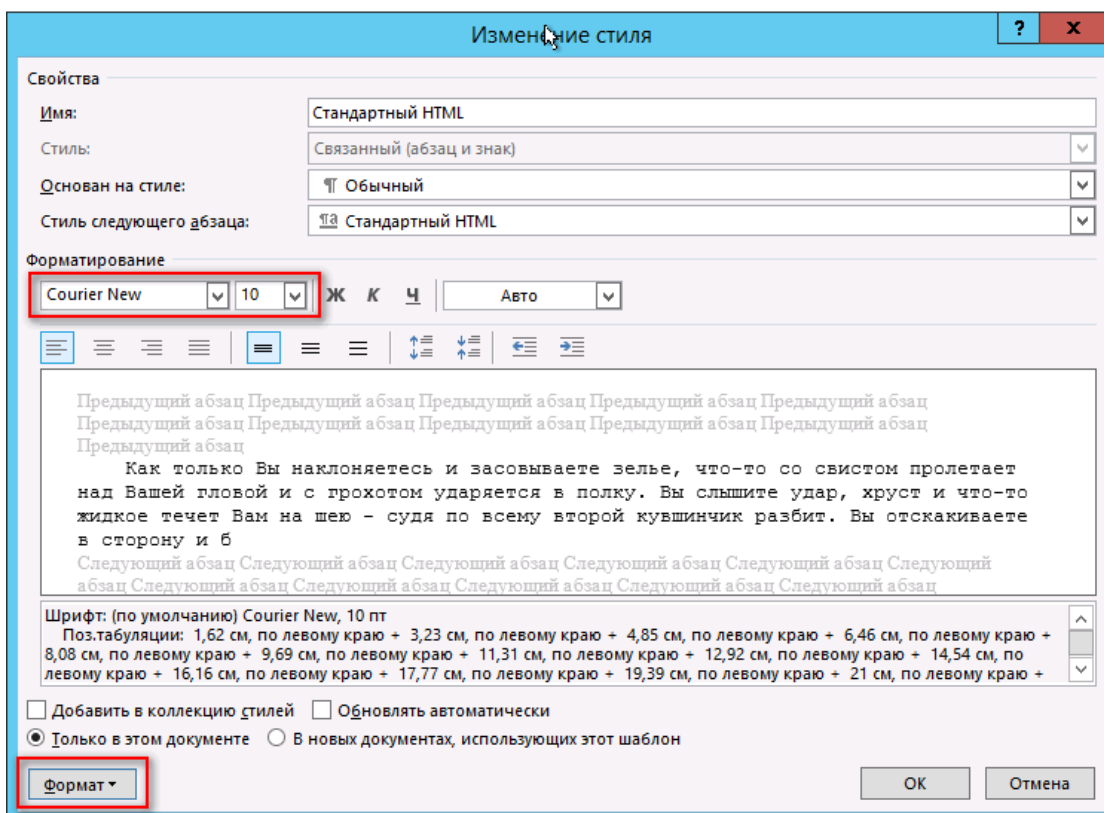 Изменение стиля
?
x
Свойства
Имя: Стандартный HTML
Стиль: Связанный (абзац и знак)
Основан на стиле: ¶ Обычный
Стиль следующего абзаца: ¶a Стандартный HTML
Форматирование
Courier New 10 Ж К Ч Авто
Предыдущий абзац Предыдущий абзац Предыдущий абзац Предыдущий абзац Предыдущий абзац
Предыдущий абзац Предыдущий абзац Предыдущий абзац Предыдущий абзац Предыдущий абзац
Предыдущий абзац
Как только Вы наклоняетесь и засовываете зелье, что-то со свистом пролетает
над Вашей гловой и с грохотом ударяется в полку. Вы слышите удар, хруст и что-то
жидкое течет Вам на шею – судя по всему второй кувшинчик разбит. Вы отскакиваете
в сторону и б
Следующий абзац Следующий абзац Следующий абзац Следующий абзац Следующий
абзац Следующий абзац Следующий абзац Следующий абзац Следующий абзац
Шрифт: (по умолчанию) Courier New, 10 пт
Поз.табуляции: 1,62 см, по левому краю + 3,23 см, по левому краю + 4,85 см, по левому краю + 6,46 см, по левому краю +
8,08 см, по левому краю + 9,69 см, по левому краю + 11,31 см, по левому краю + 12,92 см, по левому краю + 14,54 см, по
левому краю + 16,16 см, по левому краю + 17,77 см, по левому краю + 19,39 см, по левому краю + 21 см, по левому краю +
Добавить в коллекцию стилей Обновлять автоматически
Только в этом документе В новых документах, использующих этот шаблон
Формат ОК Отмена